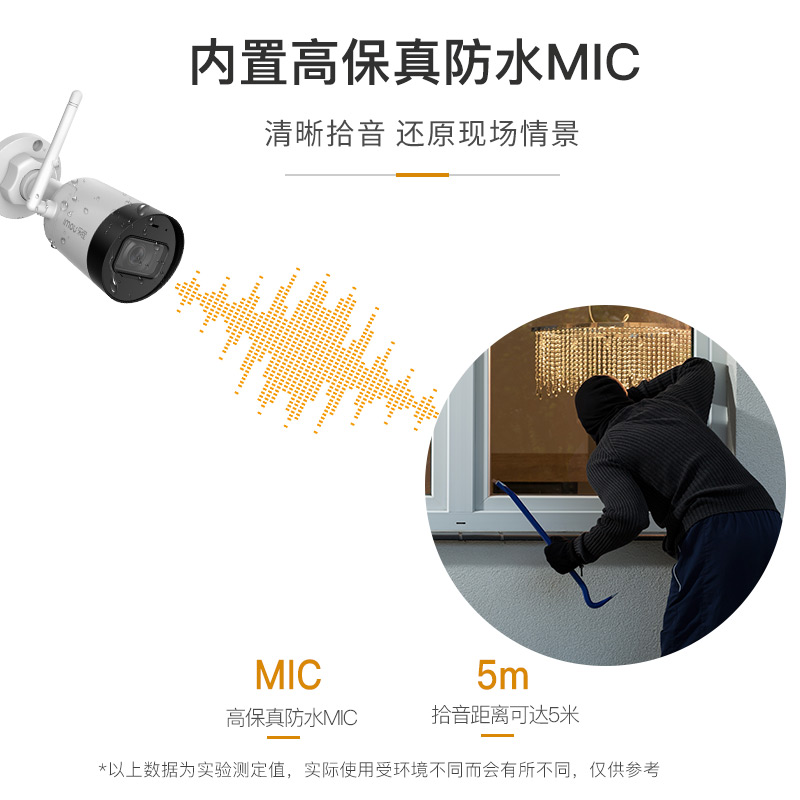 内置高保真防水MIC
清晰拾音 还原现场情景
imou
MIC
5m
高保真防水MIC
拾音距离可达5米
*以上数据为实验测定值，实际使用受环境不同而会有所不同，仅供参考